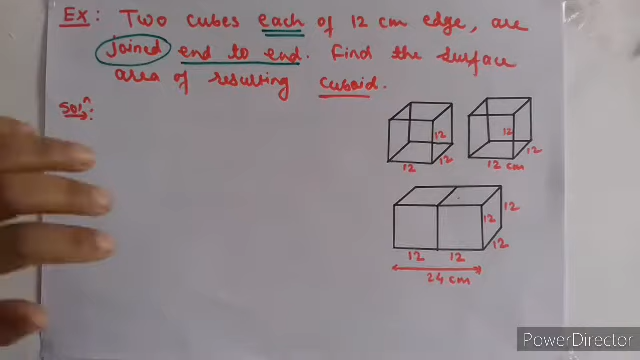 Ex: Two cubes each of 12 cm edge, are
joined end to end. Find the surface
area of resulting cuboid.
Solⁿ:
12 12
12 12 12 12 cm
12 12
12 12 12
24 cm
PowerDirector